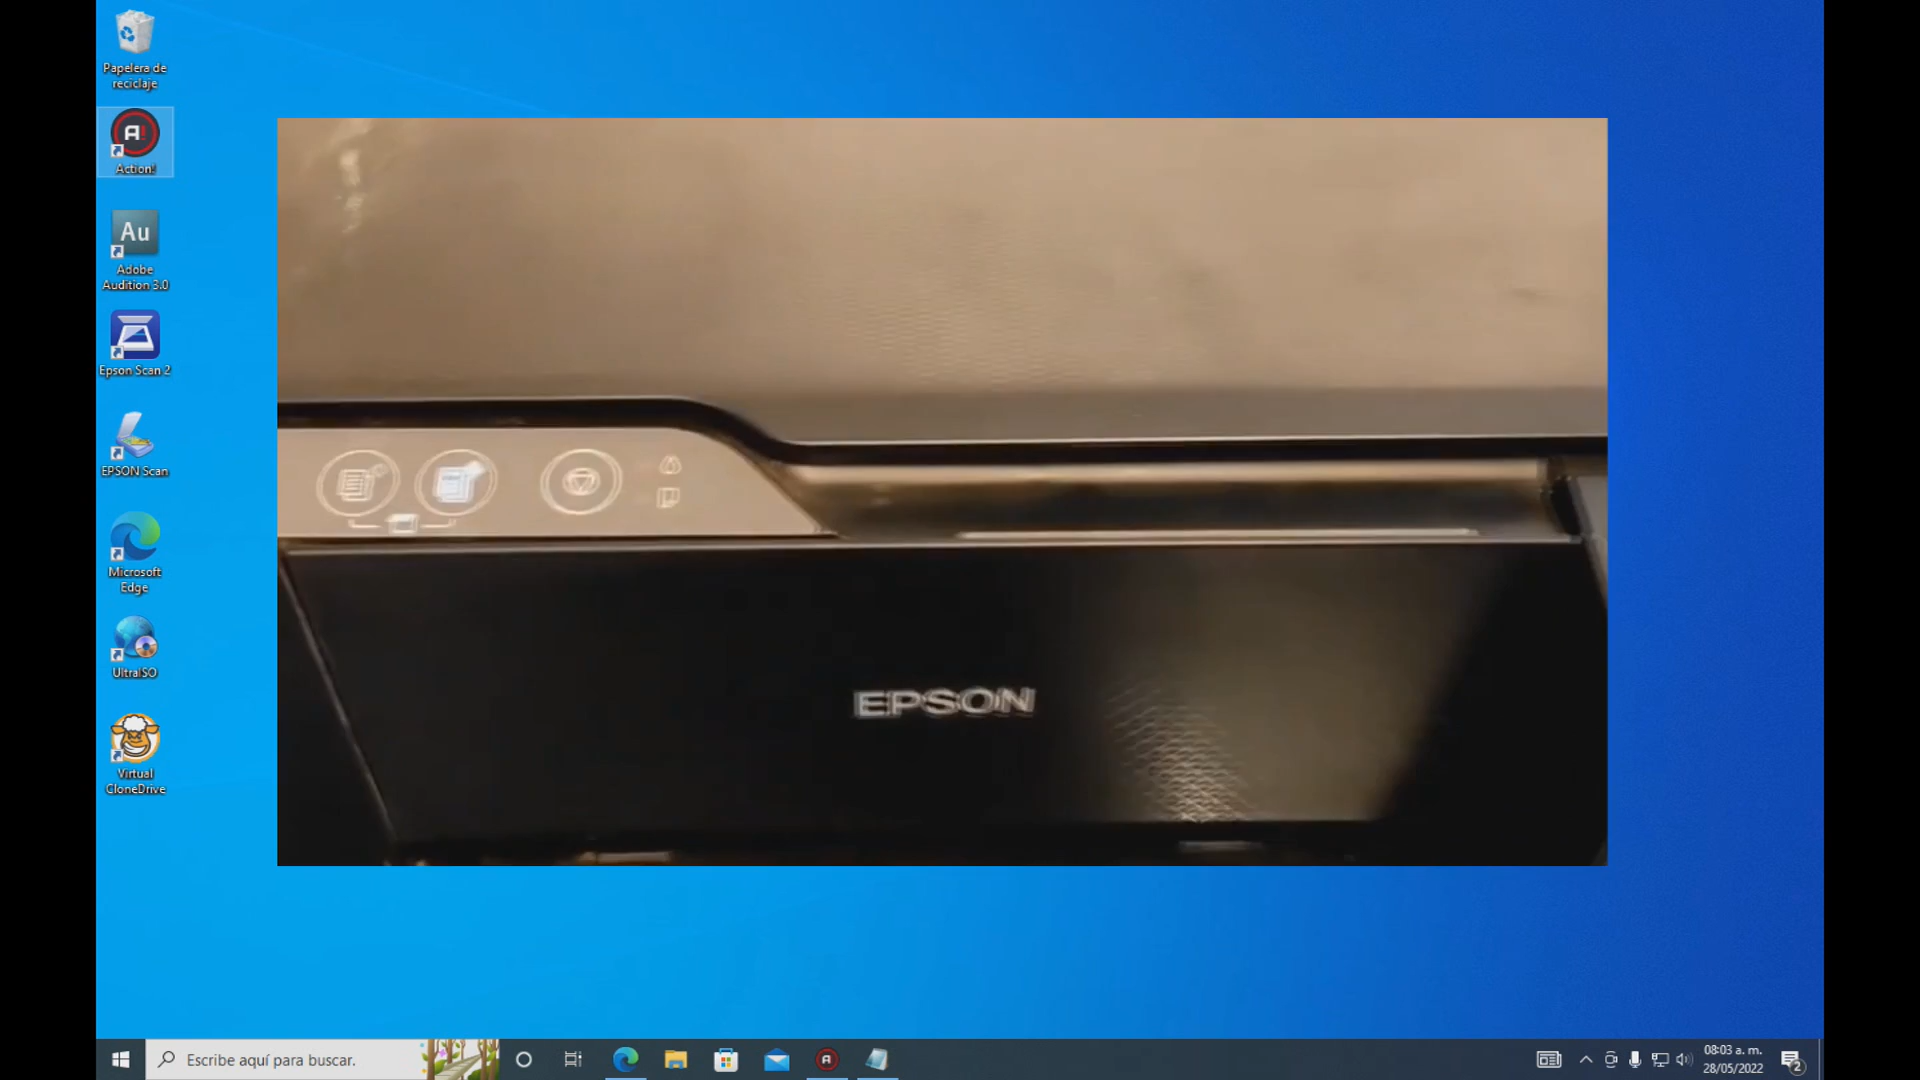 Papelera de
reciclaje
A!
Action!
Au
Adobe
Audition 3.0
Epson Scan 2
EPSON Scan
Microsoft
Edge
UltraISO
Virtual
CloneDrive
EPSON
Escribe aquí para buscar.
08:03 a. m.
28/05/2022
2